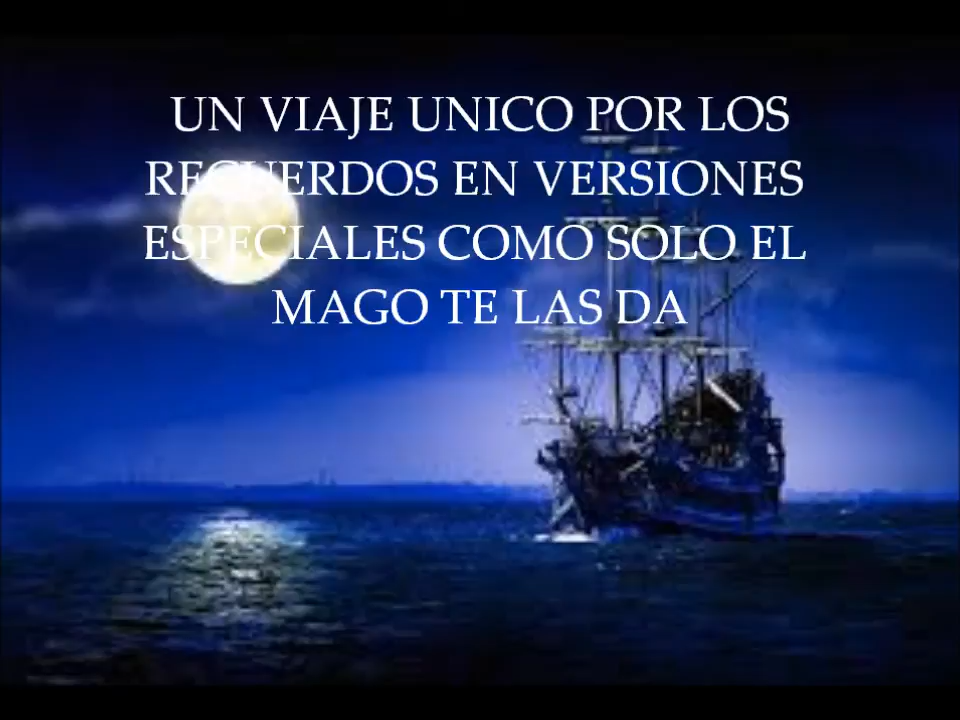 UN VIAJE UNICO POR LOS
RECUERDOS EN VERSIONES
ESPECIALES COMO SOLO EL
MAGO TE LAS DA